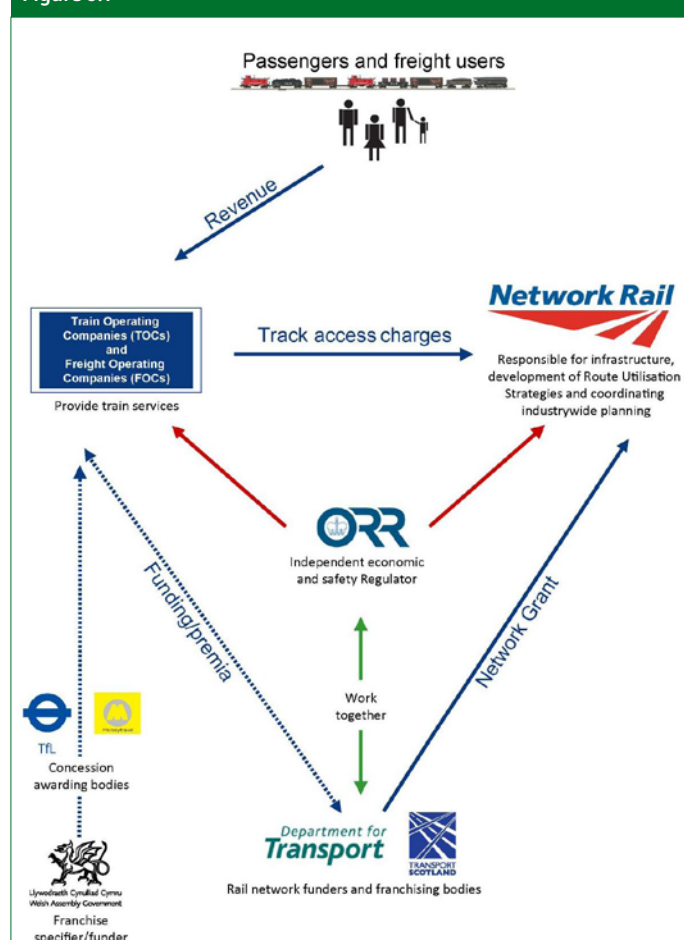 Passengers and freight users
Revenue
Train Operating
Companies (TOCs)
and
Freight Operating
Companies (FOCs)
Provide train services
Track access charges
Network Rail
Responsible for infrastructure,
development of Route Utilisation
Strategies and coordinating
industrywide planning
ORR
Independent economic
and safety Regulator
Funding/premia
Network Grant
Work
together
TfL
Concession
awarding bodies
Department for
Transport
TRANSPORT
SCOTLAND
Rail network funders and franchising bodies
Llywodraeth Cynulliad Cymru
Welsh Assembly Government
Franchise
specifier/funder